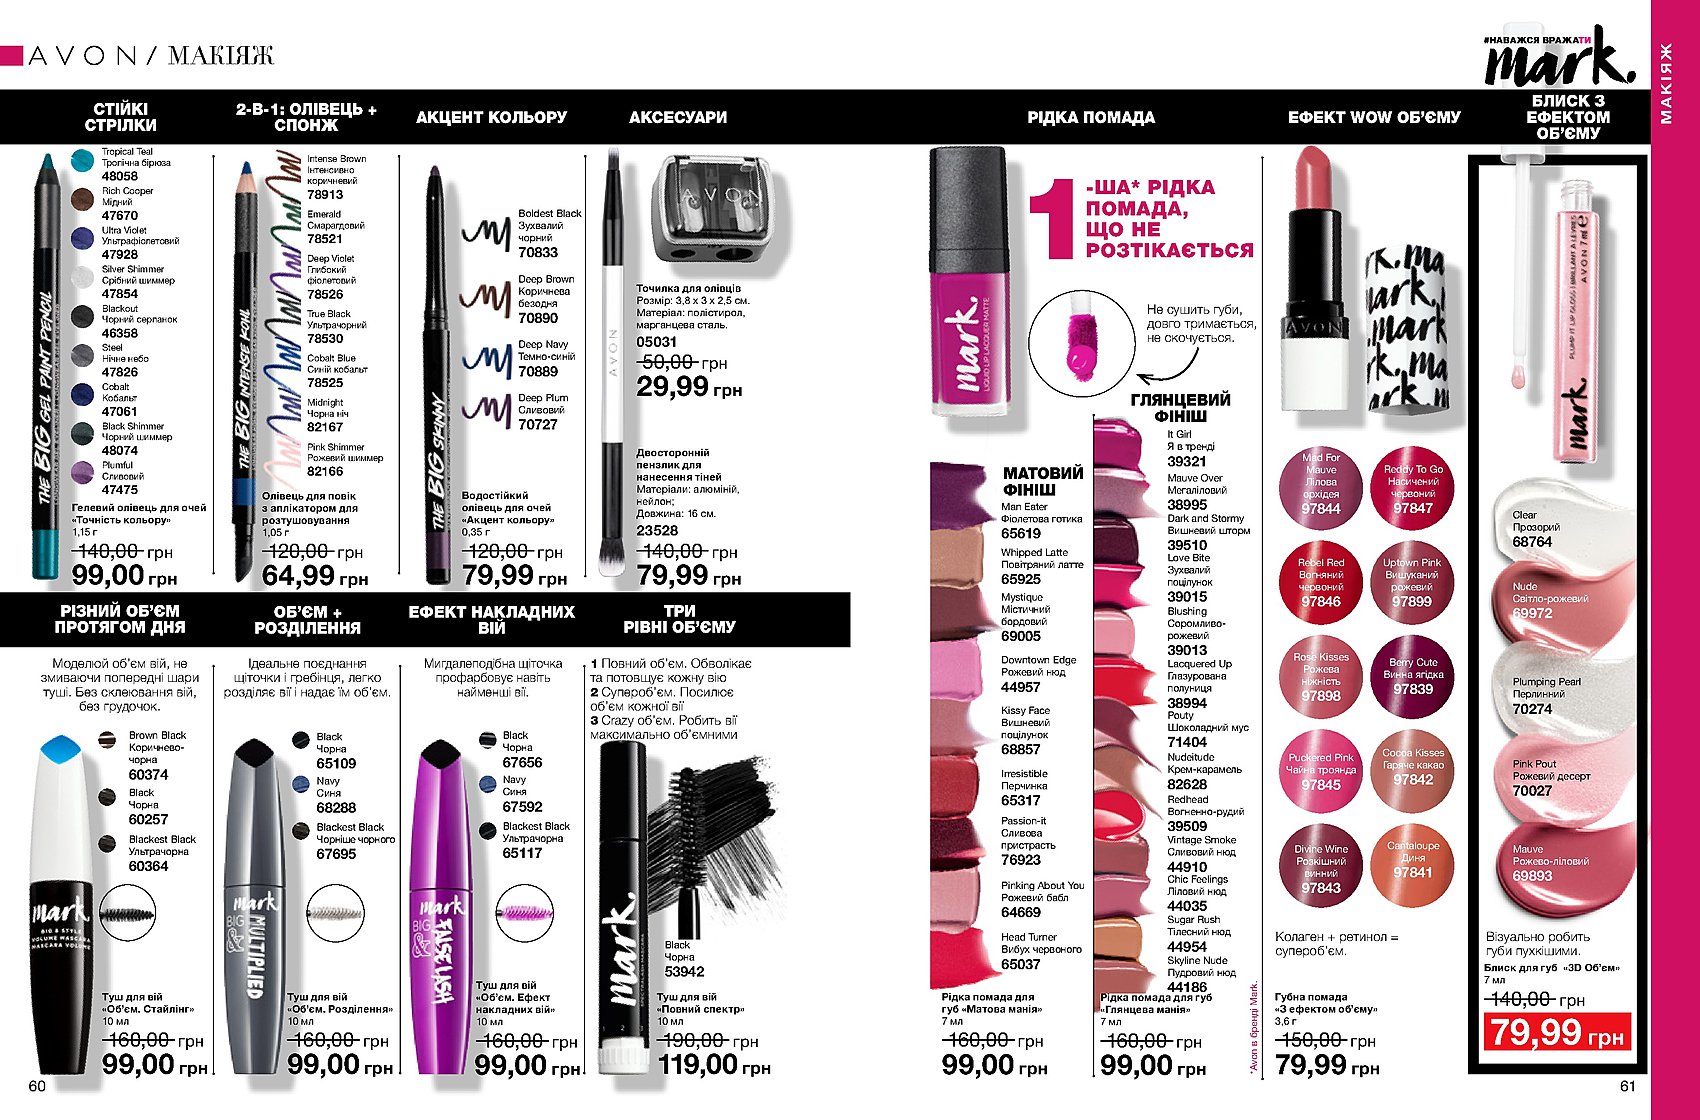 AVON/ МАКІЯЖ
#НАВАЖСЯ ВРАЖАТИ
mark.
МАКІЯЖ
СТІЙКІ
СТРІЛКИ
Tropical Teal
Тропічна бірюза
48058
Rich Cooper
Мідний
47670
Ultra Violet
Ультрафіолетовий
47928
Silver Shimmer
Срібний шиммер
47854
Blackout
Чорний серпанок
46358
Steel
Нічне небо
47826
Cobalt
Кобальт
47061
Black Shimmer
Чорний шиммер
48074
Plumful
Сливовий
47475
THE BIG GEL PAINT PENCIL
Гелевий олівець для очей
«Точність кольору»
1,15 г
140,00 грн
99,00 грн
2-В-1: ОЛІВЕЦЬ +
СПОНЖ
Intense Brown
Інтенсивно
коричневий
78913
Emerald
Смарагдовий
78521
Deep Violet
Глибокий
фіолетовий
78526
True Black
Ультрачорний
78530
Cobalt Blue
Синій кобальт
78525
Midnight
Чорна ніч
82167
Pink Shimmer
Рожевий шиммер
82166
THE BIG INTENSE FOIL
Олівець для повік
з аплікатором для
розтушовування
1,05 г
120,00 грн
64,99 грн
АКЦЕНТ КОЛЬОРУ
Boldest Black
Зухвалий
чорний
70833
Deep Brown
Коричнева
безодня
70890
Deep Navy
Темно-синій
70889
Deep Plum
Сливовий
70727
THE BIG SKINNY
Водостійкий
олівець для очей
«Акцент кольору»
0,35 г
120,00 грн
79,99 грн
АКСЕСУАРИ
AVON
AVON
Точилка для олівців
Розмір: 3,8 х 3 х 2,5 см.
Матеріал: полістирол,
марганцева сталь.
05031
50,00 грн
29,99 грн
Двосторонній
пензлик для
нанесення тіней
Матеріали: алюміній,
нейлон;
Довжина: 16 см.
23528
140,00 грн
79,99 грн
РІЗНИЙ ОБ'ЄМ
ПРОТЯГОМ ДНЯ
Моделюй об'єм вій, не
змиваючи попередні шари
туші. Без склеювання вій,
без грудочок.
Brown Black
Коричнево-
чорна
60374
Black
Чорна
60257
Blackest Black
Ультрачорна
60364
mark.
BIG & STYLE
VOLUME MASCARA
MASCARA VOLUME
Туш для вій
«Об'єм. Стайлінг»
10 мл
160,00 грн
99,00 грн
ОБ'ЄМ +
РОЗДІЛЕННЯ
Ідеальне поєднання
щіточки і гребінця, легко
розділяє вії і надає їм об'єм.
Black
Чорна
65109
Navy
Синя
68288
Blackest Black
Чорніше чорного
67695
mark.
BIG & MULTIPLIED
Туш для вій
«Об'єм. Розділення»
10 мл
160,00 грн
99,00 грн
ЕФЕКТ НАКЛАДНИХ
ВІЙ
Мигдалеподібна щіточка
профарбовує навіть
найменші вії.
Black
Чорна
67656
Navy
Синя
67592
Blackest Black
Ультрачорна
65117
mark
BIG & FALSE LASH
Туш для вій
«Об'єм. Ефект
накладних вій»
10 мл
160,00 грн
99,00 грн
ТРИ
РІВНІ ОБ'ЄМУ
1 Повний об'єм. Обволікає
та потовщує кожну вію
2 Супероб'єм. Посилює
об'єм кожної вії
3 Crazy об'єм. Робить вії
максимально об'ємними
mark.
1 2 3
Black
Чорна
53942
Туш для вій
«Повний спектр»
10 мл
190,00 грн
119,00 грн
РІДКА ПОМАДА
1-ША* РІДКА
ПОМАДА,
ЩО НЕ
РОЗТІКАЄТЬСЯ
mark.
LIQUID LIP LACQUER MATTE
Не сушить губи,
довго тримається,
не скочується.
МАТОВИЙ
ФІНІШ
Man Eater
Фіолетова готика
65619
Whipped Latte
Повітряний латте
65925
Mystique
Містичний
бордовий
69005
Downtown Edge
Рожевий нюд
44957
Kissy Face
Вишневий
поцілунок
68857
Irresistible
Перчинка
65317
Passion-it
Сливова
пристрасть
76923
Pinking About You
Рожевий бабл
64669
Head Turner
Вибух червоного
65037
Рідка помада для
губ «Матова манія»
7 мл
160,00 грн
99,00 грн
ГЛЯНЦЕВИЙ
ФІНІШ
It Girl
Я в тренді
39321
Mauve Over
Мегаліловий
38995
Dark and Stormy
Вишневий шторм
39510
Love Bite
Зухвалий
поцілунок
39015
Blushing
Соромливо-
рожевий
39013
Lacquered Up
Глазурована
полуниця
38994
Pouty
Шоколадний мус
71404
Nudeitude
Крем-карамель
82628
Redhead
Вогненно-рудий
39509
Vintage Smoke
Сливовий нюд
44910
Chic Feelings
Ліловий нюд
44035
Sugar Rush
Тілесний нюд
44954
Skyline Nude
Пудровий нюд
44186
Рідка помада для губ
«Глянцева манія»
7 мл
160,00 грн
99,00 грн
*Avon в бренді Mark.
ЕФЕКТ WOW ОБ'ЄМУ
AVON
mark.
Mad For
Mauve
Лілова
орхідея
97844
Reddy To Go
Насичений
червоний
97847
Rebel Red
Вогняний
червоний
97846
Uptown Pink
Вишуканий
рожевий
97899
Rose Kisses
Рожева
ніжність
97898
Berry Cute
Винна ягідка
97839
Puckered Pink
Чайна троянда
97845
Cocoa Kisses
Гаряче какао
97842
Divine Wine
Розкішний
винний
97843
Cantaloupe
Диня
97841
Колаген + ретинол =
супероб'єм.
Губна помада
«З ефектом об'єму»
3,6 г
150,00 грн
79,99 грн
БЛИСК З
ЕФЕКТОМ
ОБ'ЄМУ
mark.
PLUMP IT LIP GLOSS | BRILLANT À LÈVRES
AVON 7 ml ℮
Clear
Прозорий
68764
Nude
Світло-рожевий
69972
Plumping Pearl
Перлинний
70274
Pink Pout
Рожевий десерт
70027
Mauve
Рожево-ліловий
69893
Візуально робить
губи пухкішими.
Блиск для губ «3D Об'єм»
7 мл
140,00 грн
79,99 грн
60
61